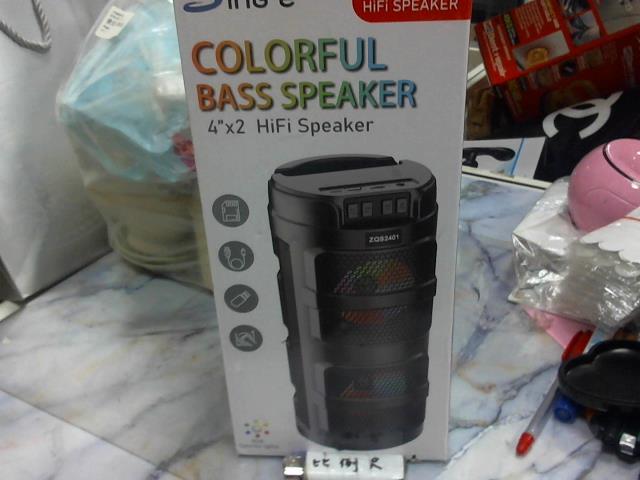 HiFi SPEAKER
COLORFUL
BASS SPEAKER
4"x2 HiFi Speaker
ZQS2401